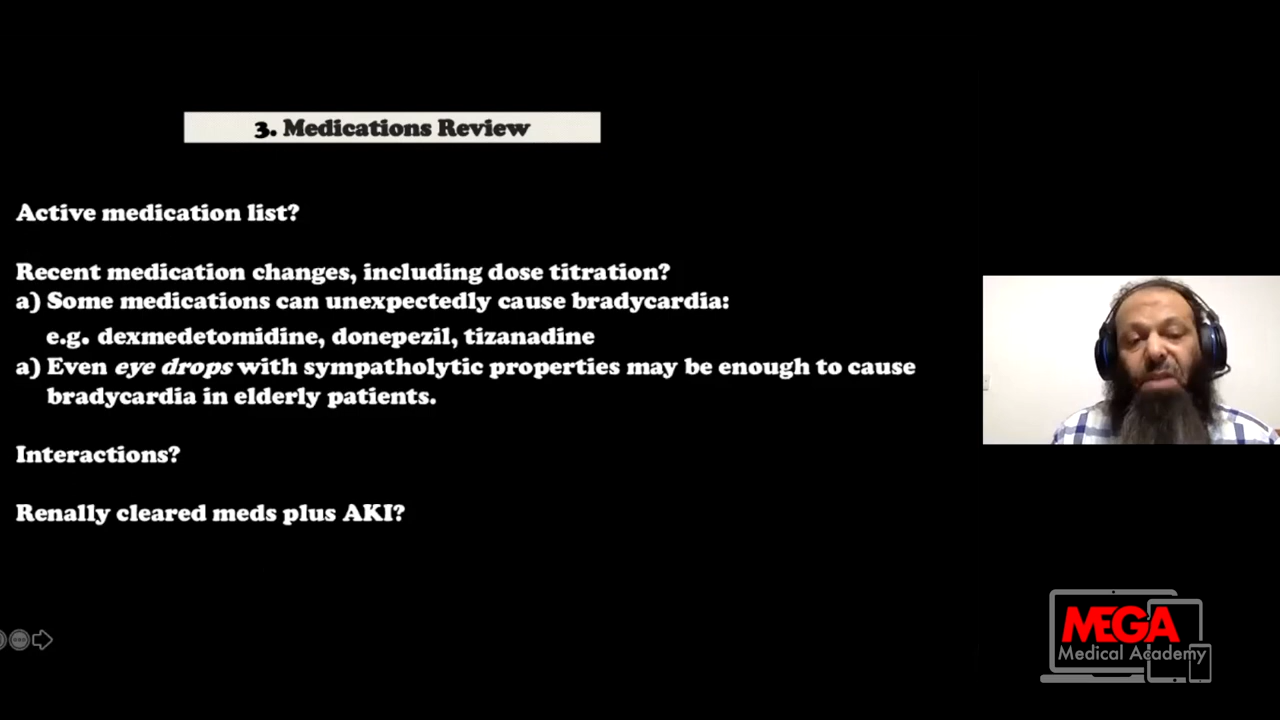 3. Medications Review
Active medication list?
Recent medication changes, including dose titration?
a) Some medications can unexpectedly cause bradycardia:
e.g. dexmedetomidine, donepezil, tizanadine
a) Even eye drops with sympatholytic properties may be enough to cause
bradycardia in elderly patients.
Interactions?
Renally cleared meds plus AKI?
MEGA
Medical Academy